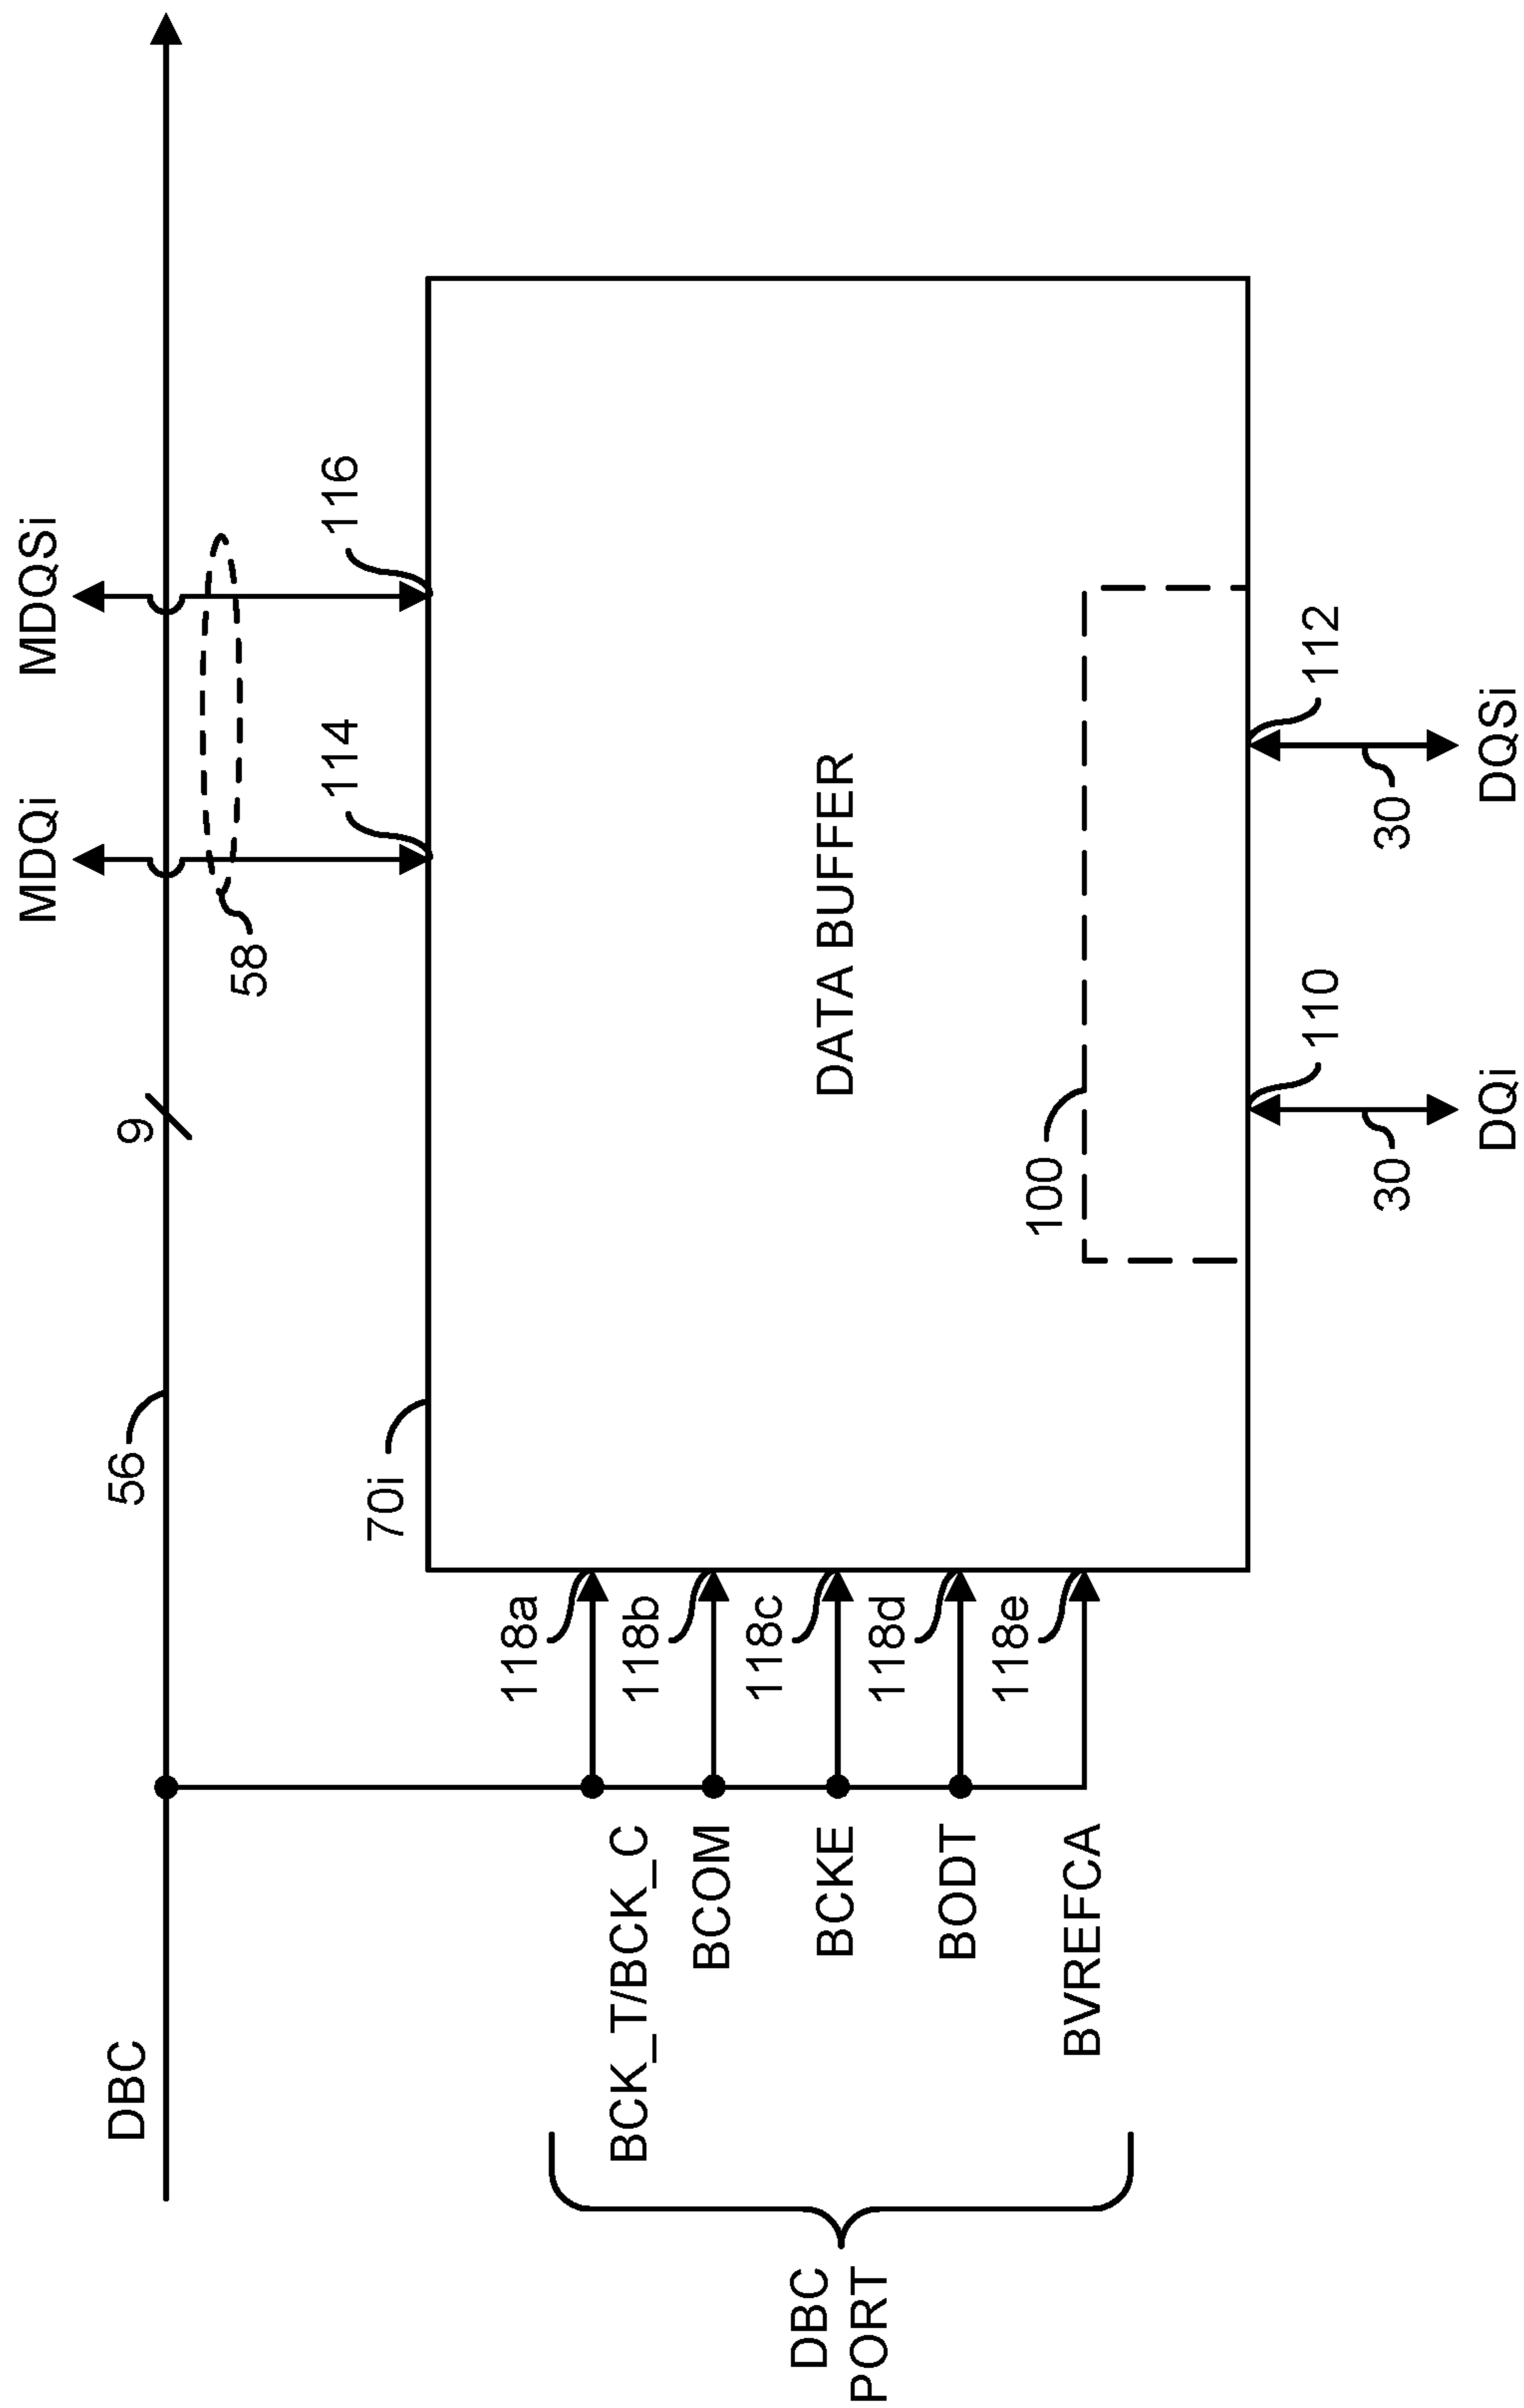 MDQi
MDQSi
DBC
56
9
58
114
116
70i
118a
BCK_T/BCK_C
118b
BCOM
118c
BCKE
118d
BODT
118e
BVREFCA
DBC
PORT
DATA BUFFER
100
110
112
30
30
DQi
DQSi